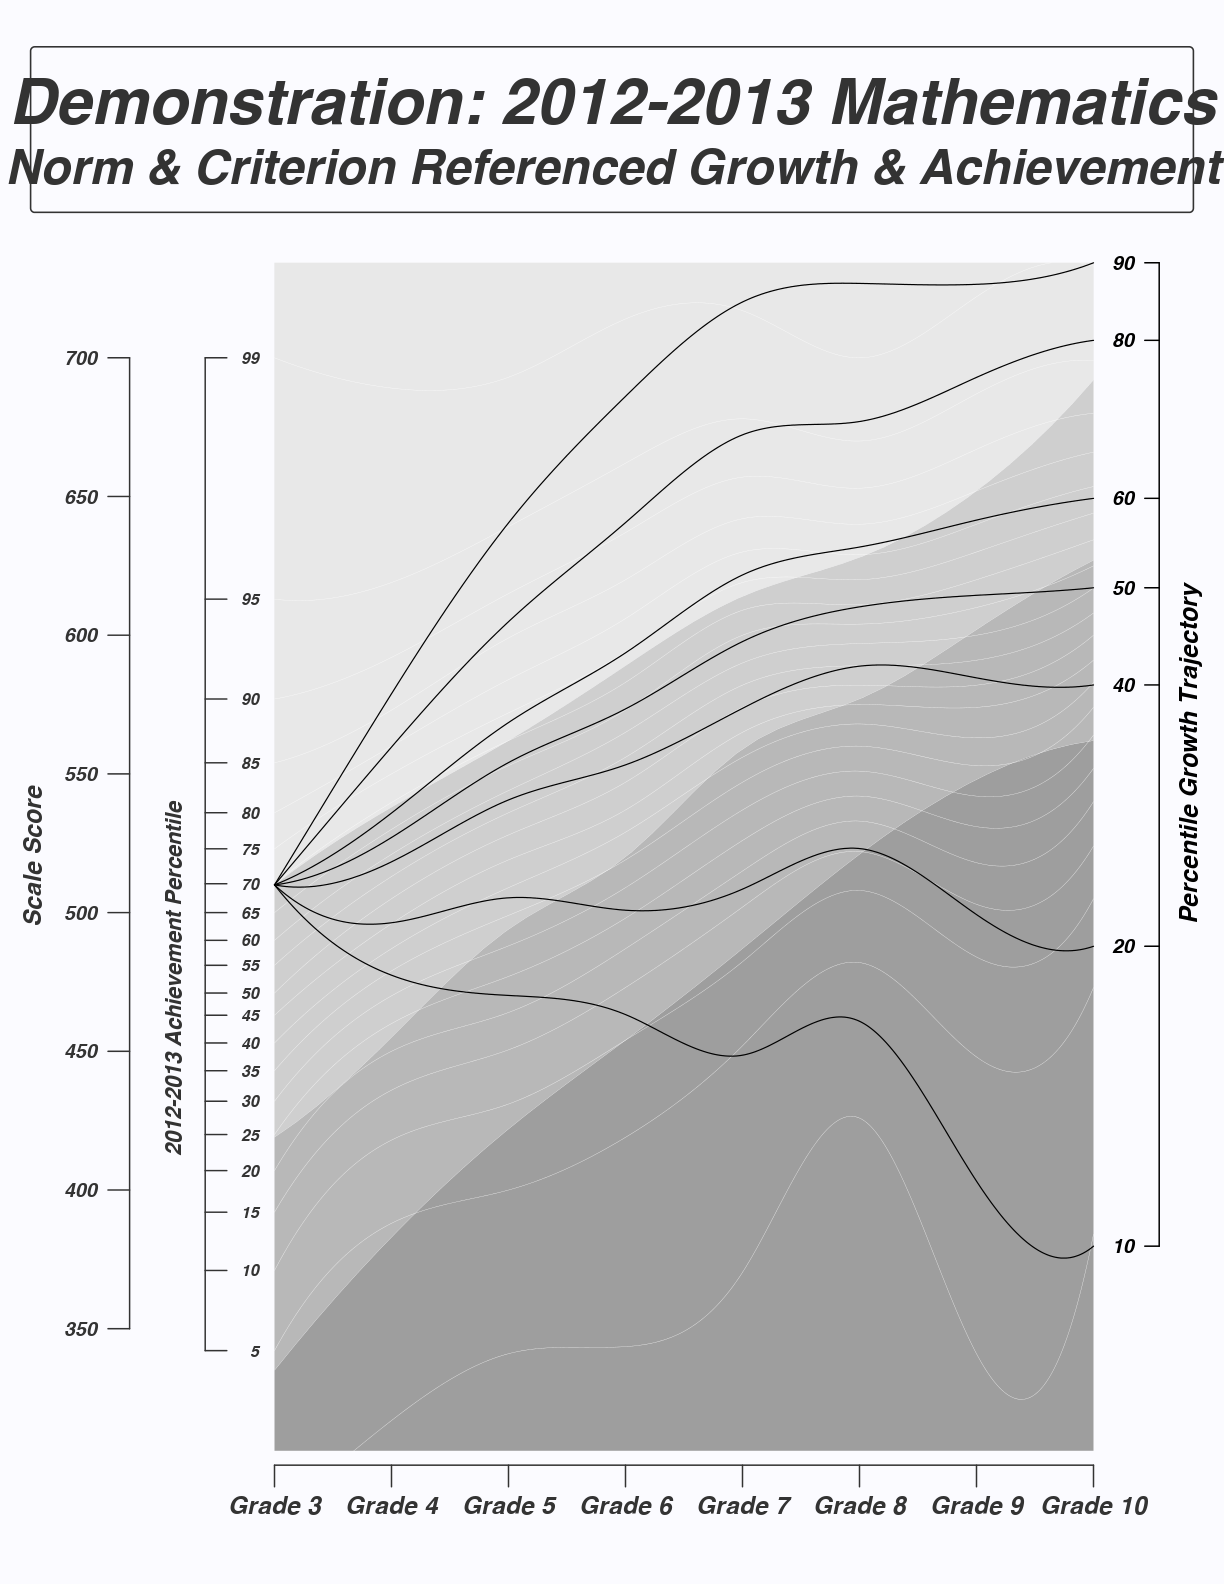 Demonstration: 2012-2013 Mathematics
Norm & Criterion Referenced Growth & Achievement
Scale Score
700
650
600
550
500
450
400
350
2012-2013 Achievement Percentile
99
95
90
85
80
75
70
65
60
55
50
45
40
35
30
25
20
15
10
5
90
80
60
50
40
20
10
Percentile Growth Trajectory
Grade 3
Grade 4
Grade 5
Grade 6
Grade 7
Grade 8
Grade 9
Grade 10